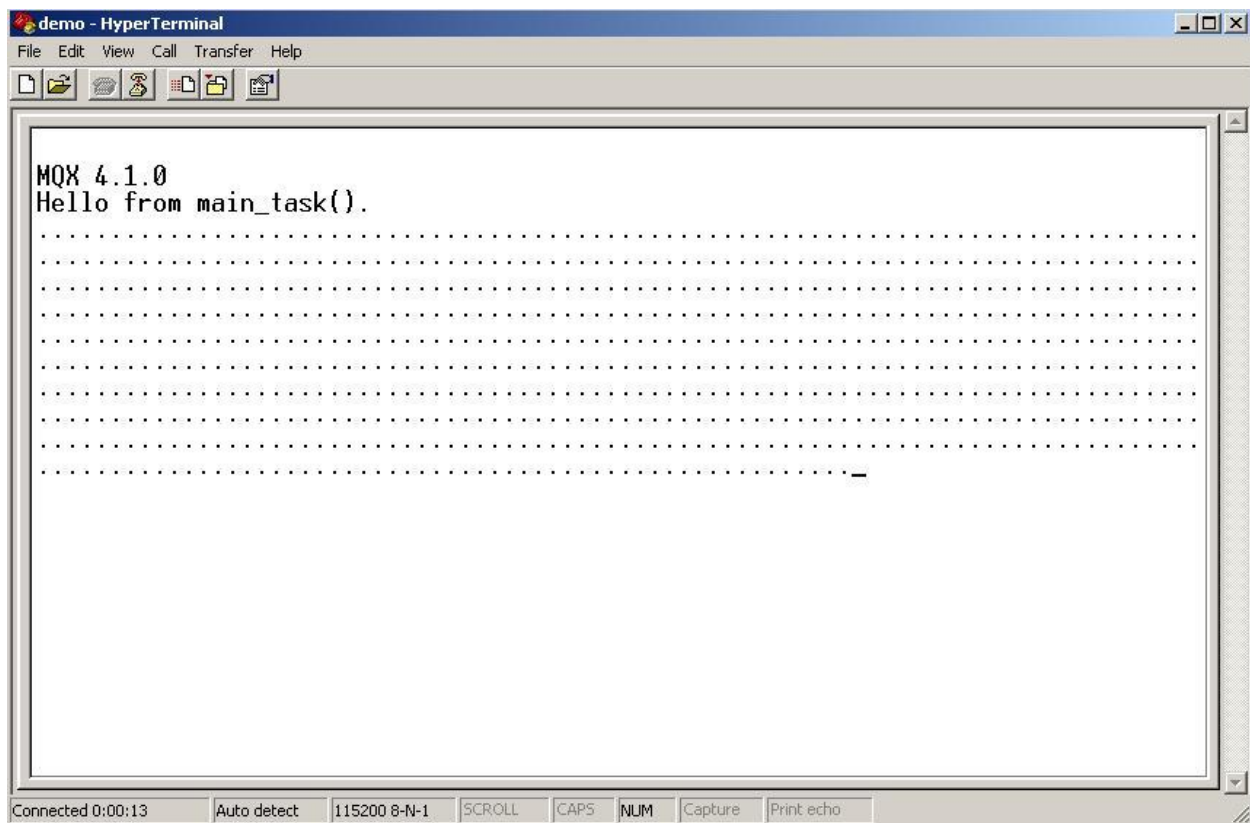 demo - HyperTerminal
File Edit View Call Transfer Help
MQX 4.1.0
Hello from main_task().
................................................................................
................................................................................
................................................................................
................................................................................
................................................................................
................................................................................
................................................................................
................................................................................
................................................................................
........................................................_
Connected 0:00:13 Auto detect 115200 8-N-1 SCROLL CAPS NUM Capture Print echo